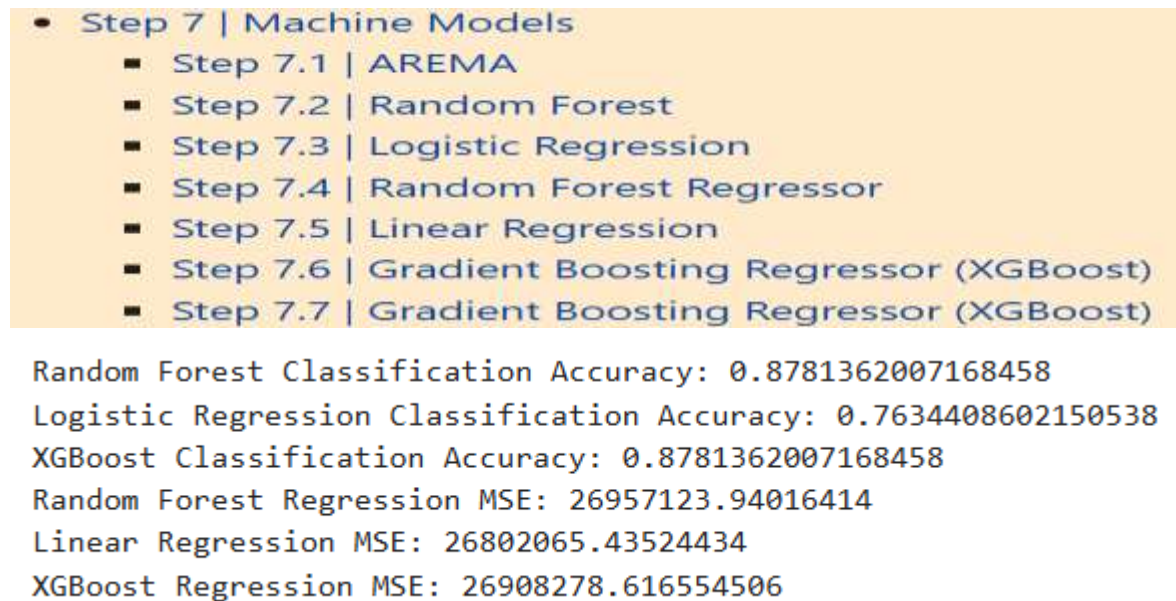 • Step 7 | Machine Models
▪ Step 7.1 | AREMA
▪ Step 7.2 | Random Forest
▪ Step 7.3 | Logistic Regression
▪ Step 7.4 | Random Forest Regressor
▪ Step 7.5 | Linear Regression
▪ Step 7.6 | Gradient Boosting Regressor (XGBoost)
▪ Step 7.7 | Gradient Boosting Regressor (XGBoost)
Random Forest Classification Accuracy: 0.8781362007168458
Logistic Regression Classification Accuracy: 0.7634408602150538
XGBoost Classification Accuracy: 0.8781362007168458
Random Forest Regression MSE: 26957123.94016414
Linear Regression MSE: 26802065.43524434
XGBoost Regression MSE: 26908278.616554506